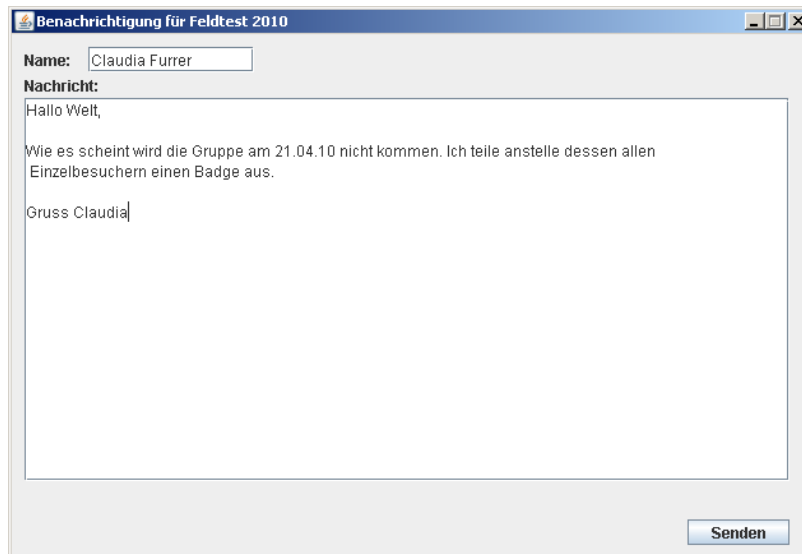 Benachrichtigung für Feldtest 2010
Name: Claudia Furrer
Nachricht:
Hallo Welt,
Wie es scheint wird die Gruppe am 21.04.10 nicht kommen. Ich teile anstelle dessen allen
Einzelbesuchern einen Badge aus.
Gruss Claudia
Senden